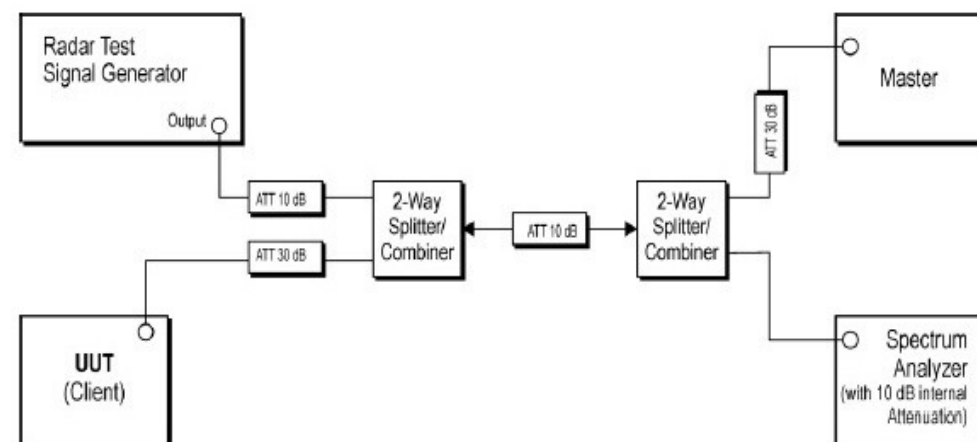 Radar Test
Signal Generator
Output
ATT 10 dB
ATT 30 dB
UUT
(Client)
2-Way
Splitter/
Combiner
ATT 10 dB
2-Way
Splitter/
Combiner
ATT 30 dB
Master
Spectrum
Analyzer
(with 10 dB internal
Attenuation)